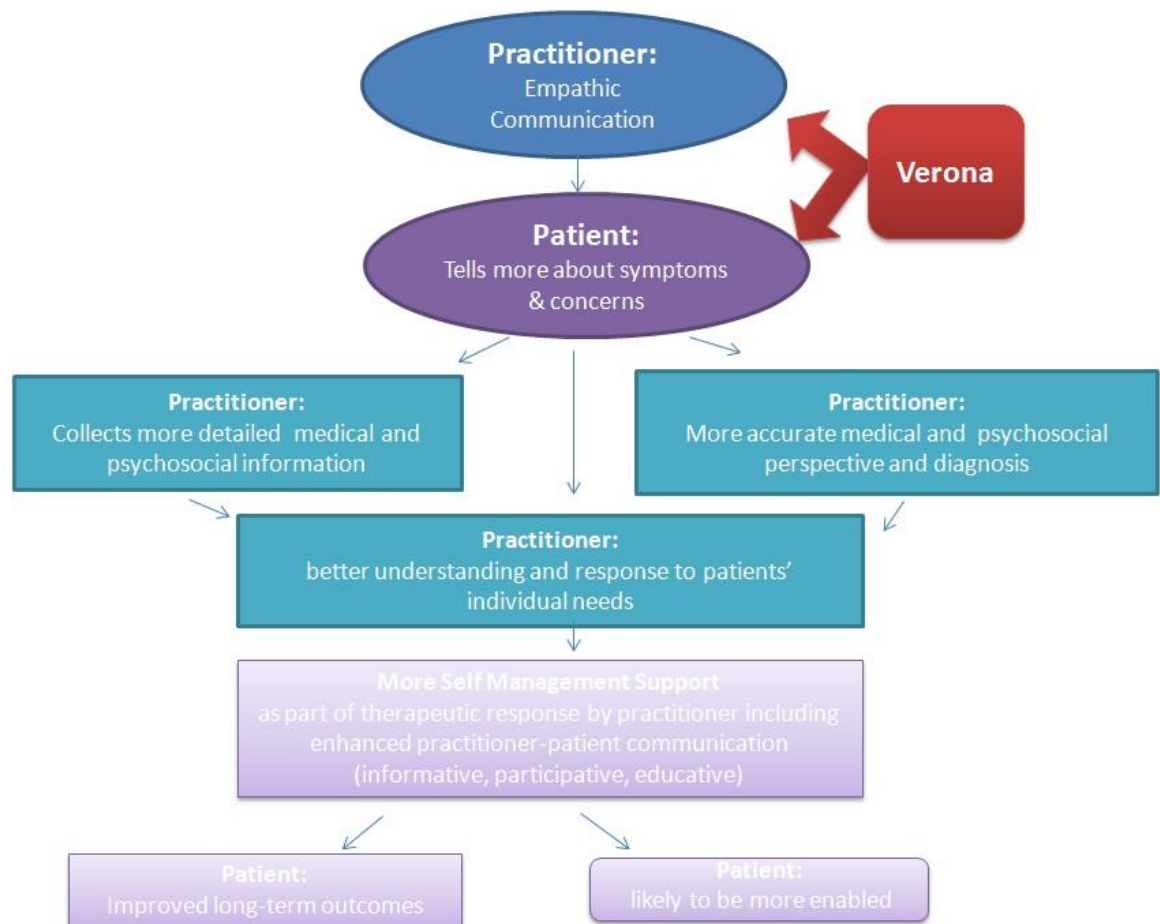 Practitioner:
Empathic
Communication
Verona
Patient:
Tells more about symptoms
& concerns
Practitioner:
Collects more detailed medical and
psychosocial information
Practitioner:
More accurate medical and psychosocial
perspective and diagnosis
Practitioner:
better understanding and response to patients’
individual needs
More Self Management Support
as part of therapeutic response by practitioner including
enhanced practitioner-patient communication
(informative, participative, educative)
Patient:
Improved long-term outcomes
Patient:
likely to be more enabled